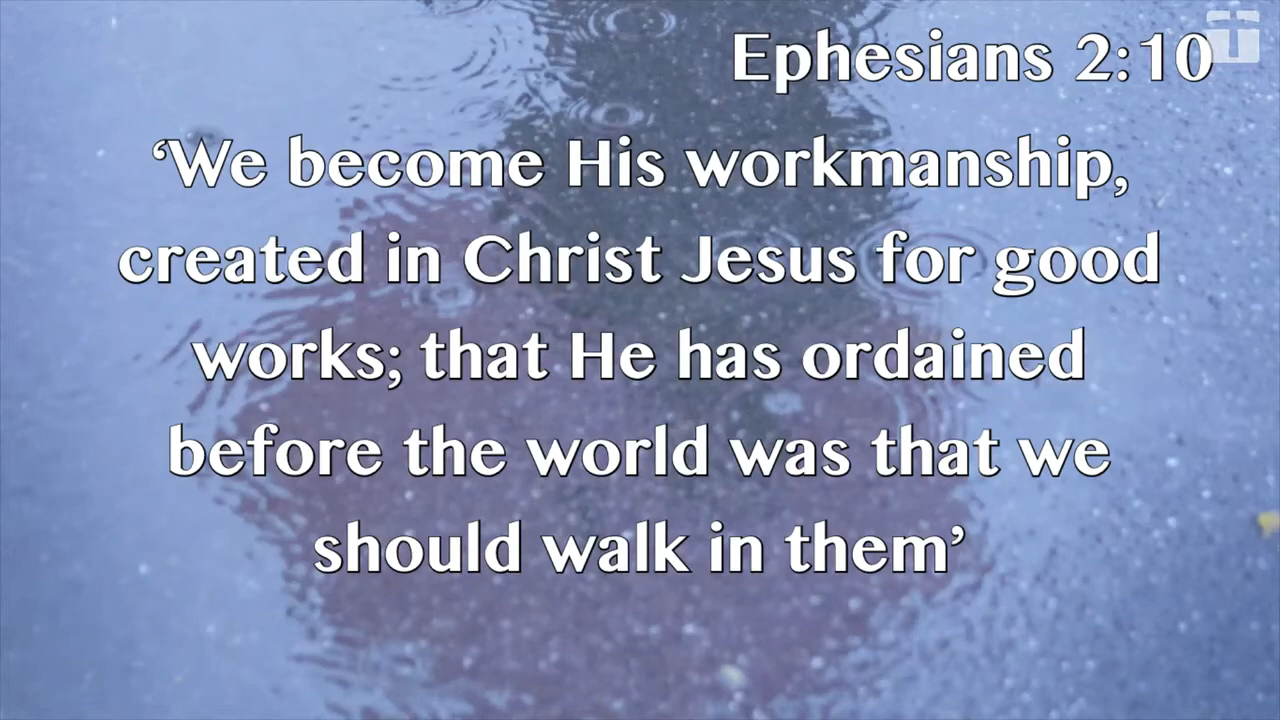 Ephesians 2:10
‘We become His workmanship,
created in Christ Jesus for good
works; that He has ordained
before the world was that we
should walk in them’